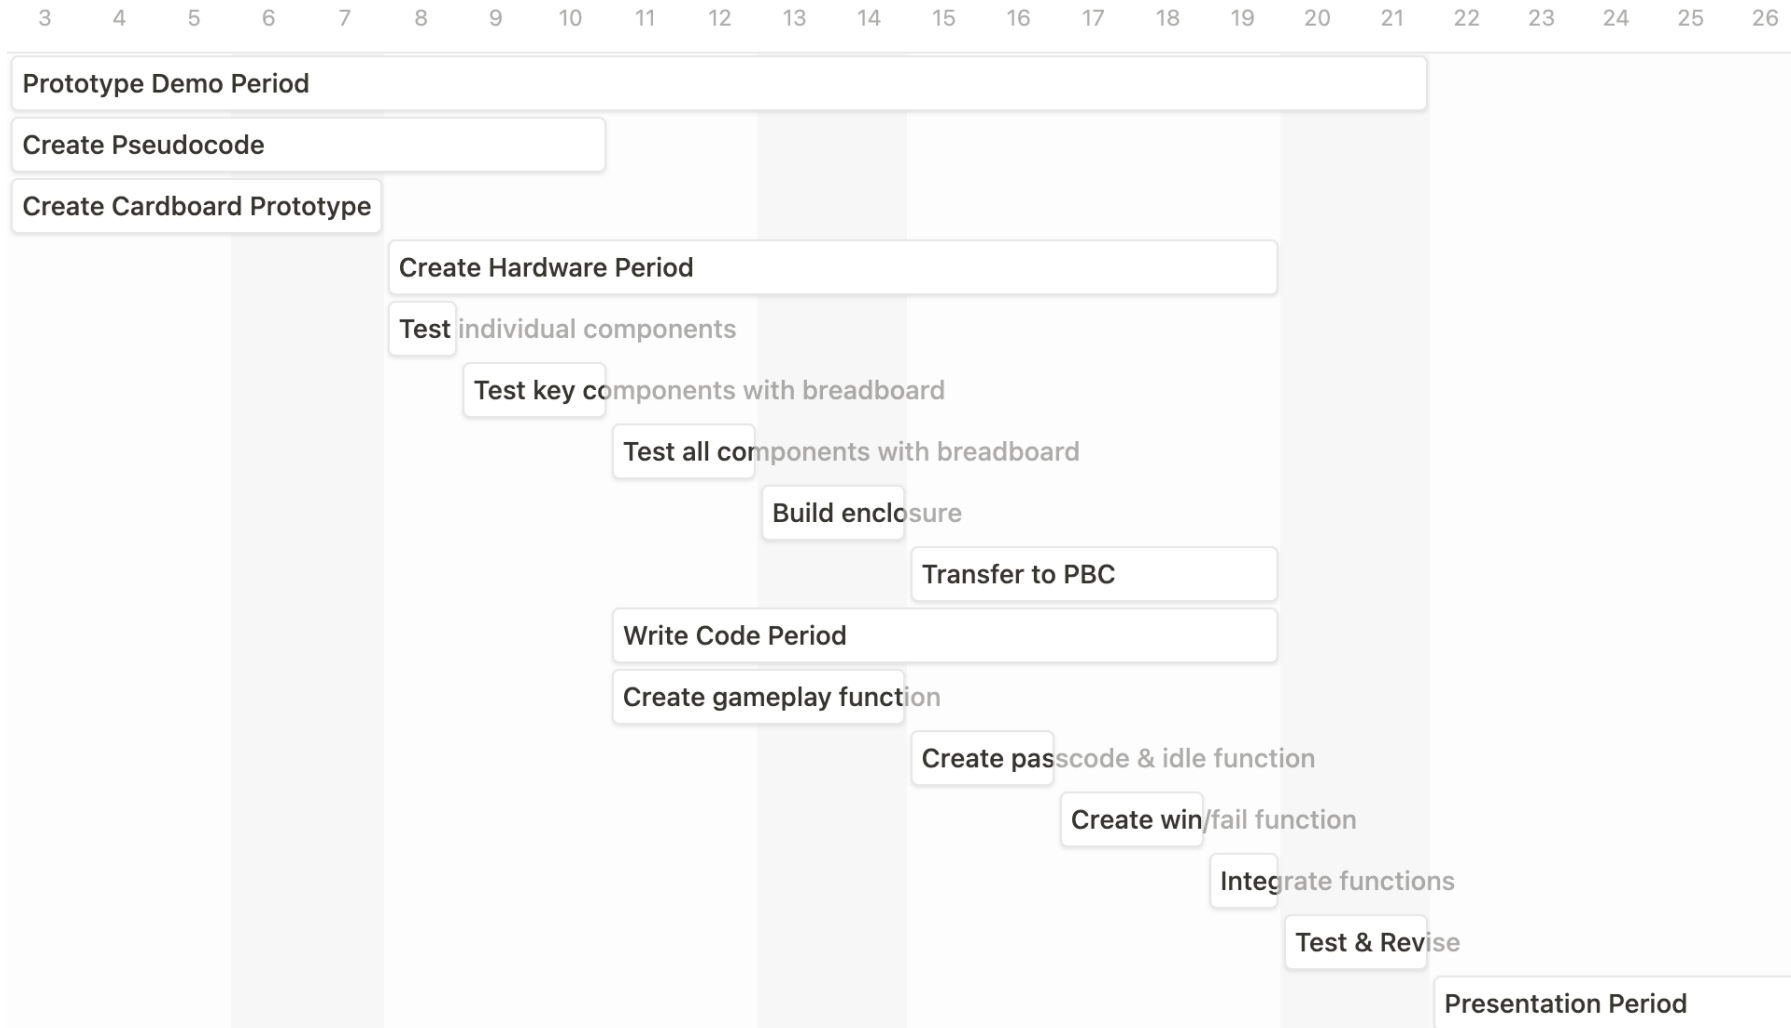 3 4 5 6 7 8 9 10 11 12 13 14 15 16 17 18 19 20 21 22 23 24 25 26
Prototype Demo Period
Create Pseudocode
Create Cardboard Prototype
Create Hardware Period
Test individual components
Test key components with breadboard
Test all components with breadboard
Build enclosure
Transfer to PBC
Write Code Period
Create gameplay function
Create passcode & idle function
Create win/fail function
Integrate functions
Test & Revise
Presentation Period